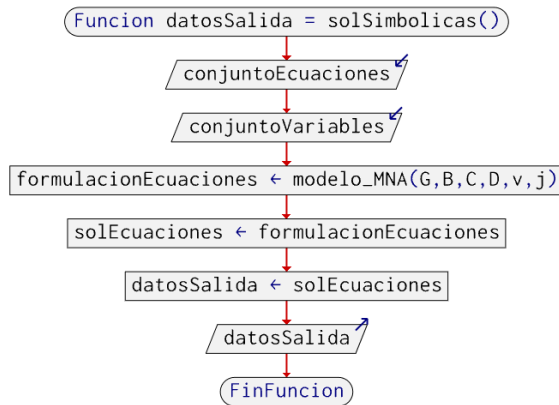 Funcion datosSalida = solSimbolicas()
conjuntoEcuaciones
conjuntoVariables
formulacionEcuaciones ← modelo_MNA(G,B,C,D,v,j)
solEcuaciones ← formulacionEcuaciones
datosSalida ← solEcuaciones
datosSalida
FinFuncion